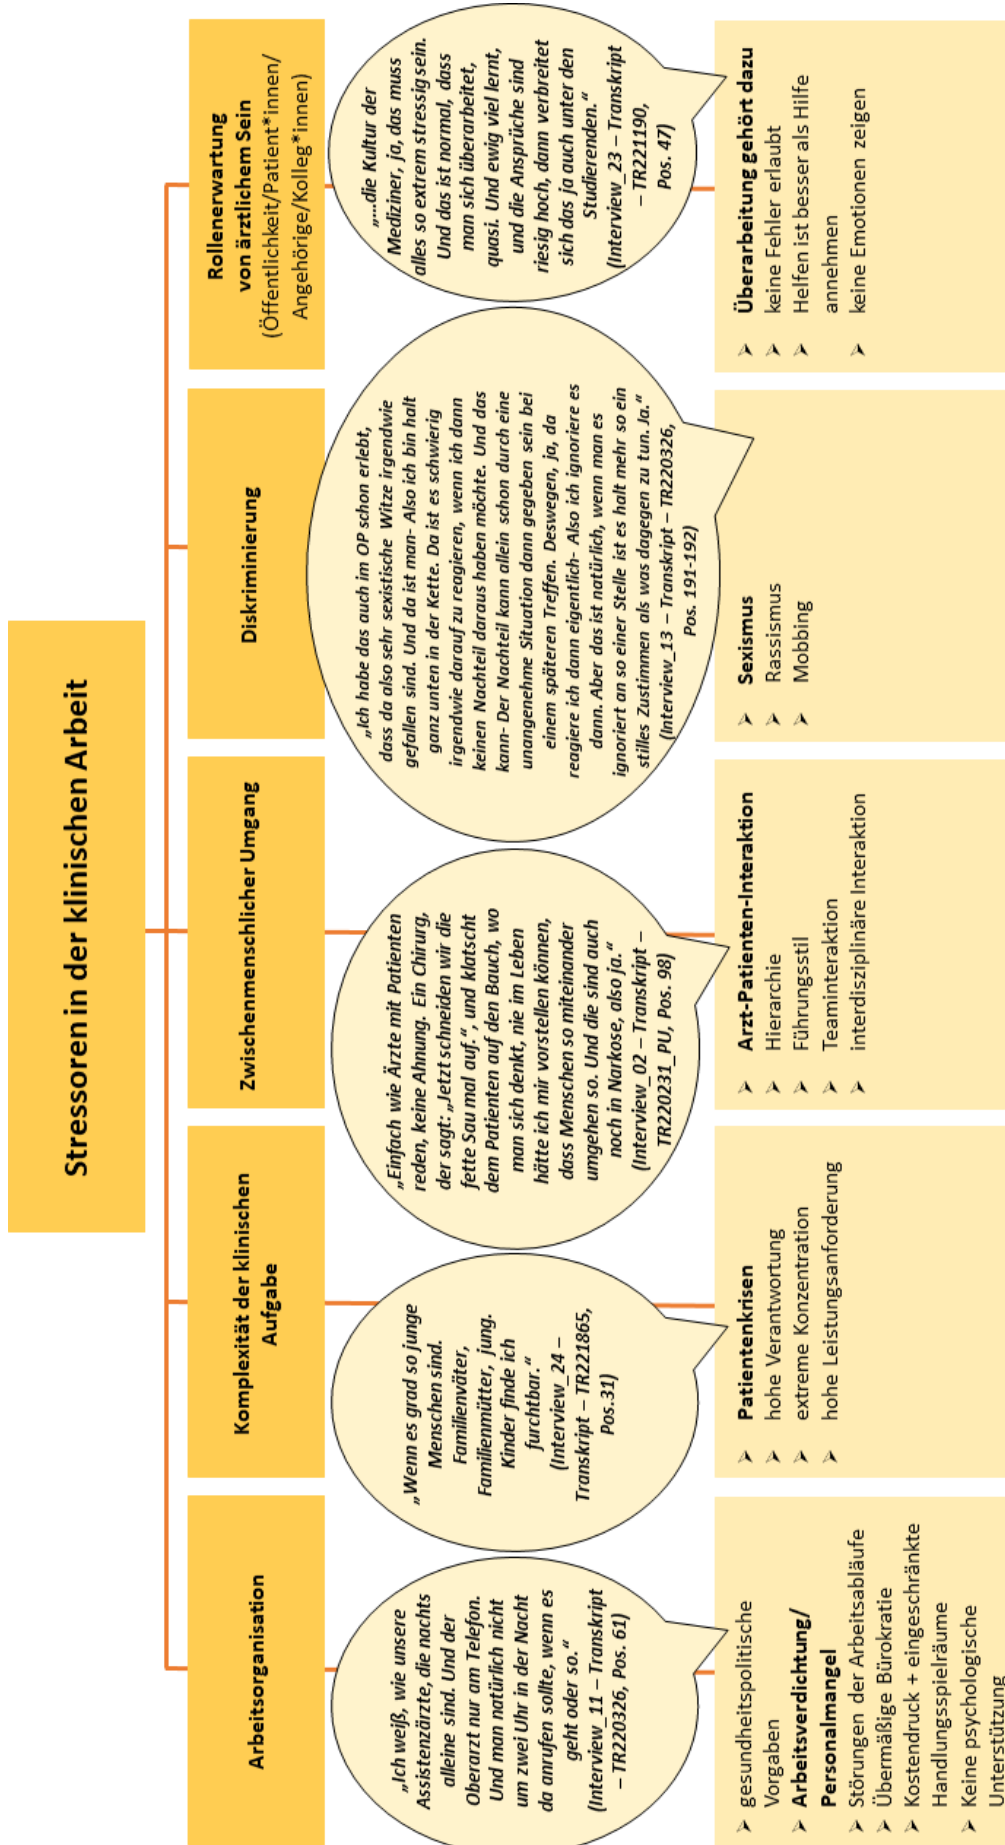 Stressoren in der klinischen Arbeit
Arbeitsorganisation
„Ich weiß, wie unsere
Assistenzärzte, die nachts
alleine sind. Und der
Oberarzt nur am Telefon.
Und man natürlich nicht
um zwei Uhr in der Nacht
da anrufen sollte, wenn es
geht oder so.“
(Interview_11 – Transkript
– TR220326, Pos. 61)
➢ gesundheitspolitische
Vorgaben
➢ Arbeitsverdichtung/
Personalmangel
➢ Störungen der Arbeitsabläufe
➢ Übermäßige Bürokratie
➢ Kostendruck + eingeschränkte
Handlungsspielräume
➢ Keine psychologische
Unterstützung
Komplexität der klinischen
Aufgabe
„Wenn es grad so junge
Menschen sind.
Familienväter,
Familienmütter, jung.
Kinder finde ich
furchtbar.“
(Interview_24 –
Transkript – TR221865,
Pos.31)
➢ Patientenkrisen
➢ hohe Verantwortung
➢ extreme Konzentration
➢ hohe Leistungsanforderung
Zwischenmenschlicher Umgang
„Einfach wie Ärzte mit Patienten
reden, keine Ahnung. Ein Chirurg,
der sagt: „Jetzt schneiden wir die
fette Sau mal auf.“, und klatscht
dem Patienten auf den Bauch, wo
man sich denkt, nie im Leben
hätte ich mir vorstellen können,
dass Menschen so miteinander
umgehen so. Und die sind auch
noch in Narkose, also ja.“
(Interview_02 – Transkript –
TR220231_PU, Pos. 98)
➢ Arzt-Patienten-Interaktion
➢ Hierarchie
➢ Führungsstil
➢ Teaminteraktion
➢ interdisziplinäre Interaktion
Diskriminierung
„Ich habe das auch im OP schon erlebt,
dass da also sehr sexistische Witze irgendwie
gefallen sind. Und da ist man- Also ich bin halt
ganz unten in der Kette. Da ist es schwierig
irgendwie darauf zu reagieren, wenn ich dann
keinen Nachteil daraus haben möchte. Und das
kann- Der Nachteil kann allein schon durch eine
unangenehme Situation dann gegeben sein bei
einem späteren Treffen. Deswegen, ja, da
reagiere ich dann eigentlich- Also ich ignoriere es
dann. Aber das ist natürlich, wenn man es
ignoriert an so einer Stelle ist es halt mehr so ein
stilles Zustimmen als was dagegen zu tun. Ja.“
(Interview_13 – Transkript – TR220326,
Pos. 191-192)
➢ Sexismus
➢ Rassismus
➢ Mobbing
Rollenerwartung
von ärztlichem Sein
(Öffentlichkeit/Patient*innen/
Angehörige/Kolleg*innen)
„....die Kultur der
Mediziner, ja, das muss
alles so extrem stressig sein.
Und das ist normal, dass
man sich überarbeitet,
quasi. Und ewig viel lernt,
und die Ansprüche sind
riesig hoch, dann verbreitet
sich das ja auch unter den
Studierenden.“
(Interview_23 – Transkript
– TR221190,
Pos. 47)
➢ Überarbeitung gehört dazu
➢ keine Fehler erlaubt
➢ Helfen ist besser als Hilfe
annehmen
➢ keine Emotionen zeigen